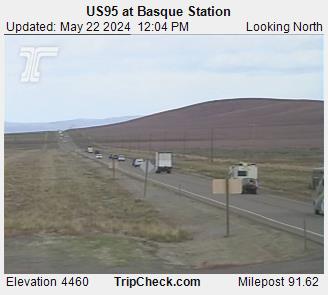 US95 at Basque Station
Updated: May 22 2024 12:04 PM Looking North
Elevation 4460 TripCheck.com Milepost 91.62